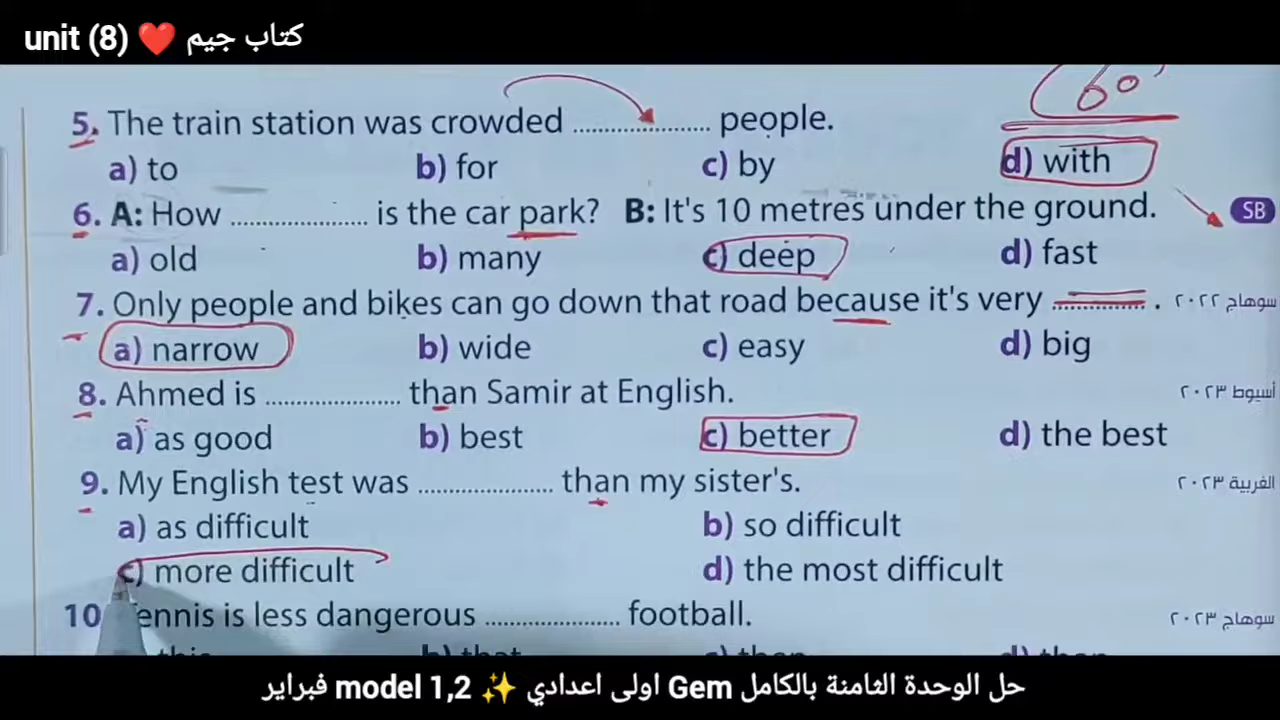 unit (8) ❤️ كتاب جيم
60'
5. The train station was crowded .................... people.
a) to b) for c) by d) with
6. A: How .................... is the car park? B: It's 10 metres under the ground. SB
a) old b) many c) deep d) fast
7. Only people and bikes can go down that road because it's very .................... . سوهاج ٢٠٢٢
a) narrow b) wide c) easy d) big
8. Ahmed is .................... than Samir at English. أسيوط ٢٠٢٣
a) as good b) best c) better d) the best
9. My English test was .................... than my sister's. الغربية ٢٠٢٣
a) as difficult b) so difficult
c) more difficult d) the most difficult
10 ennis is less dangerous .................... football. سوهاج ٢٠٢٣
حل الوحدة الثامنة بالكامل Gem اولى اعدادي ✨ model 1,2 فبراير